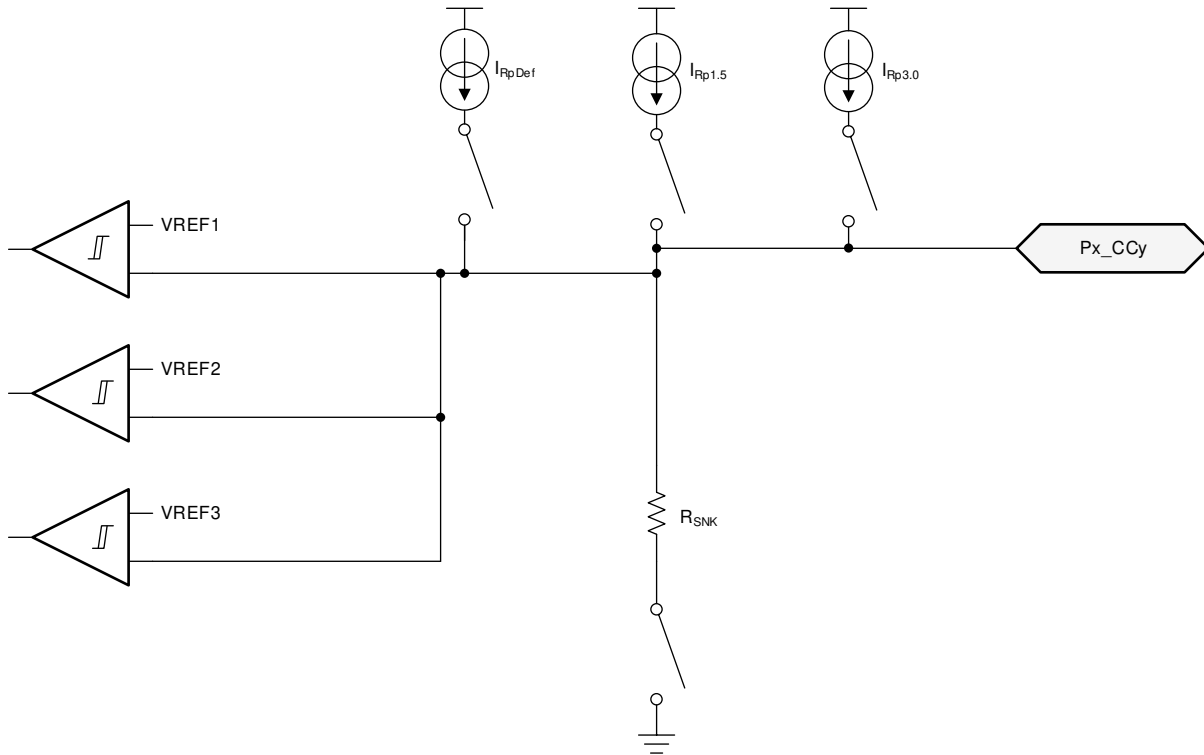 I_RpDef
I_Rp1.5
I_Rp3.0
VREF1
Px_CCy
VREF2
VREF3
R_SNK